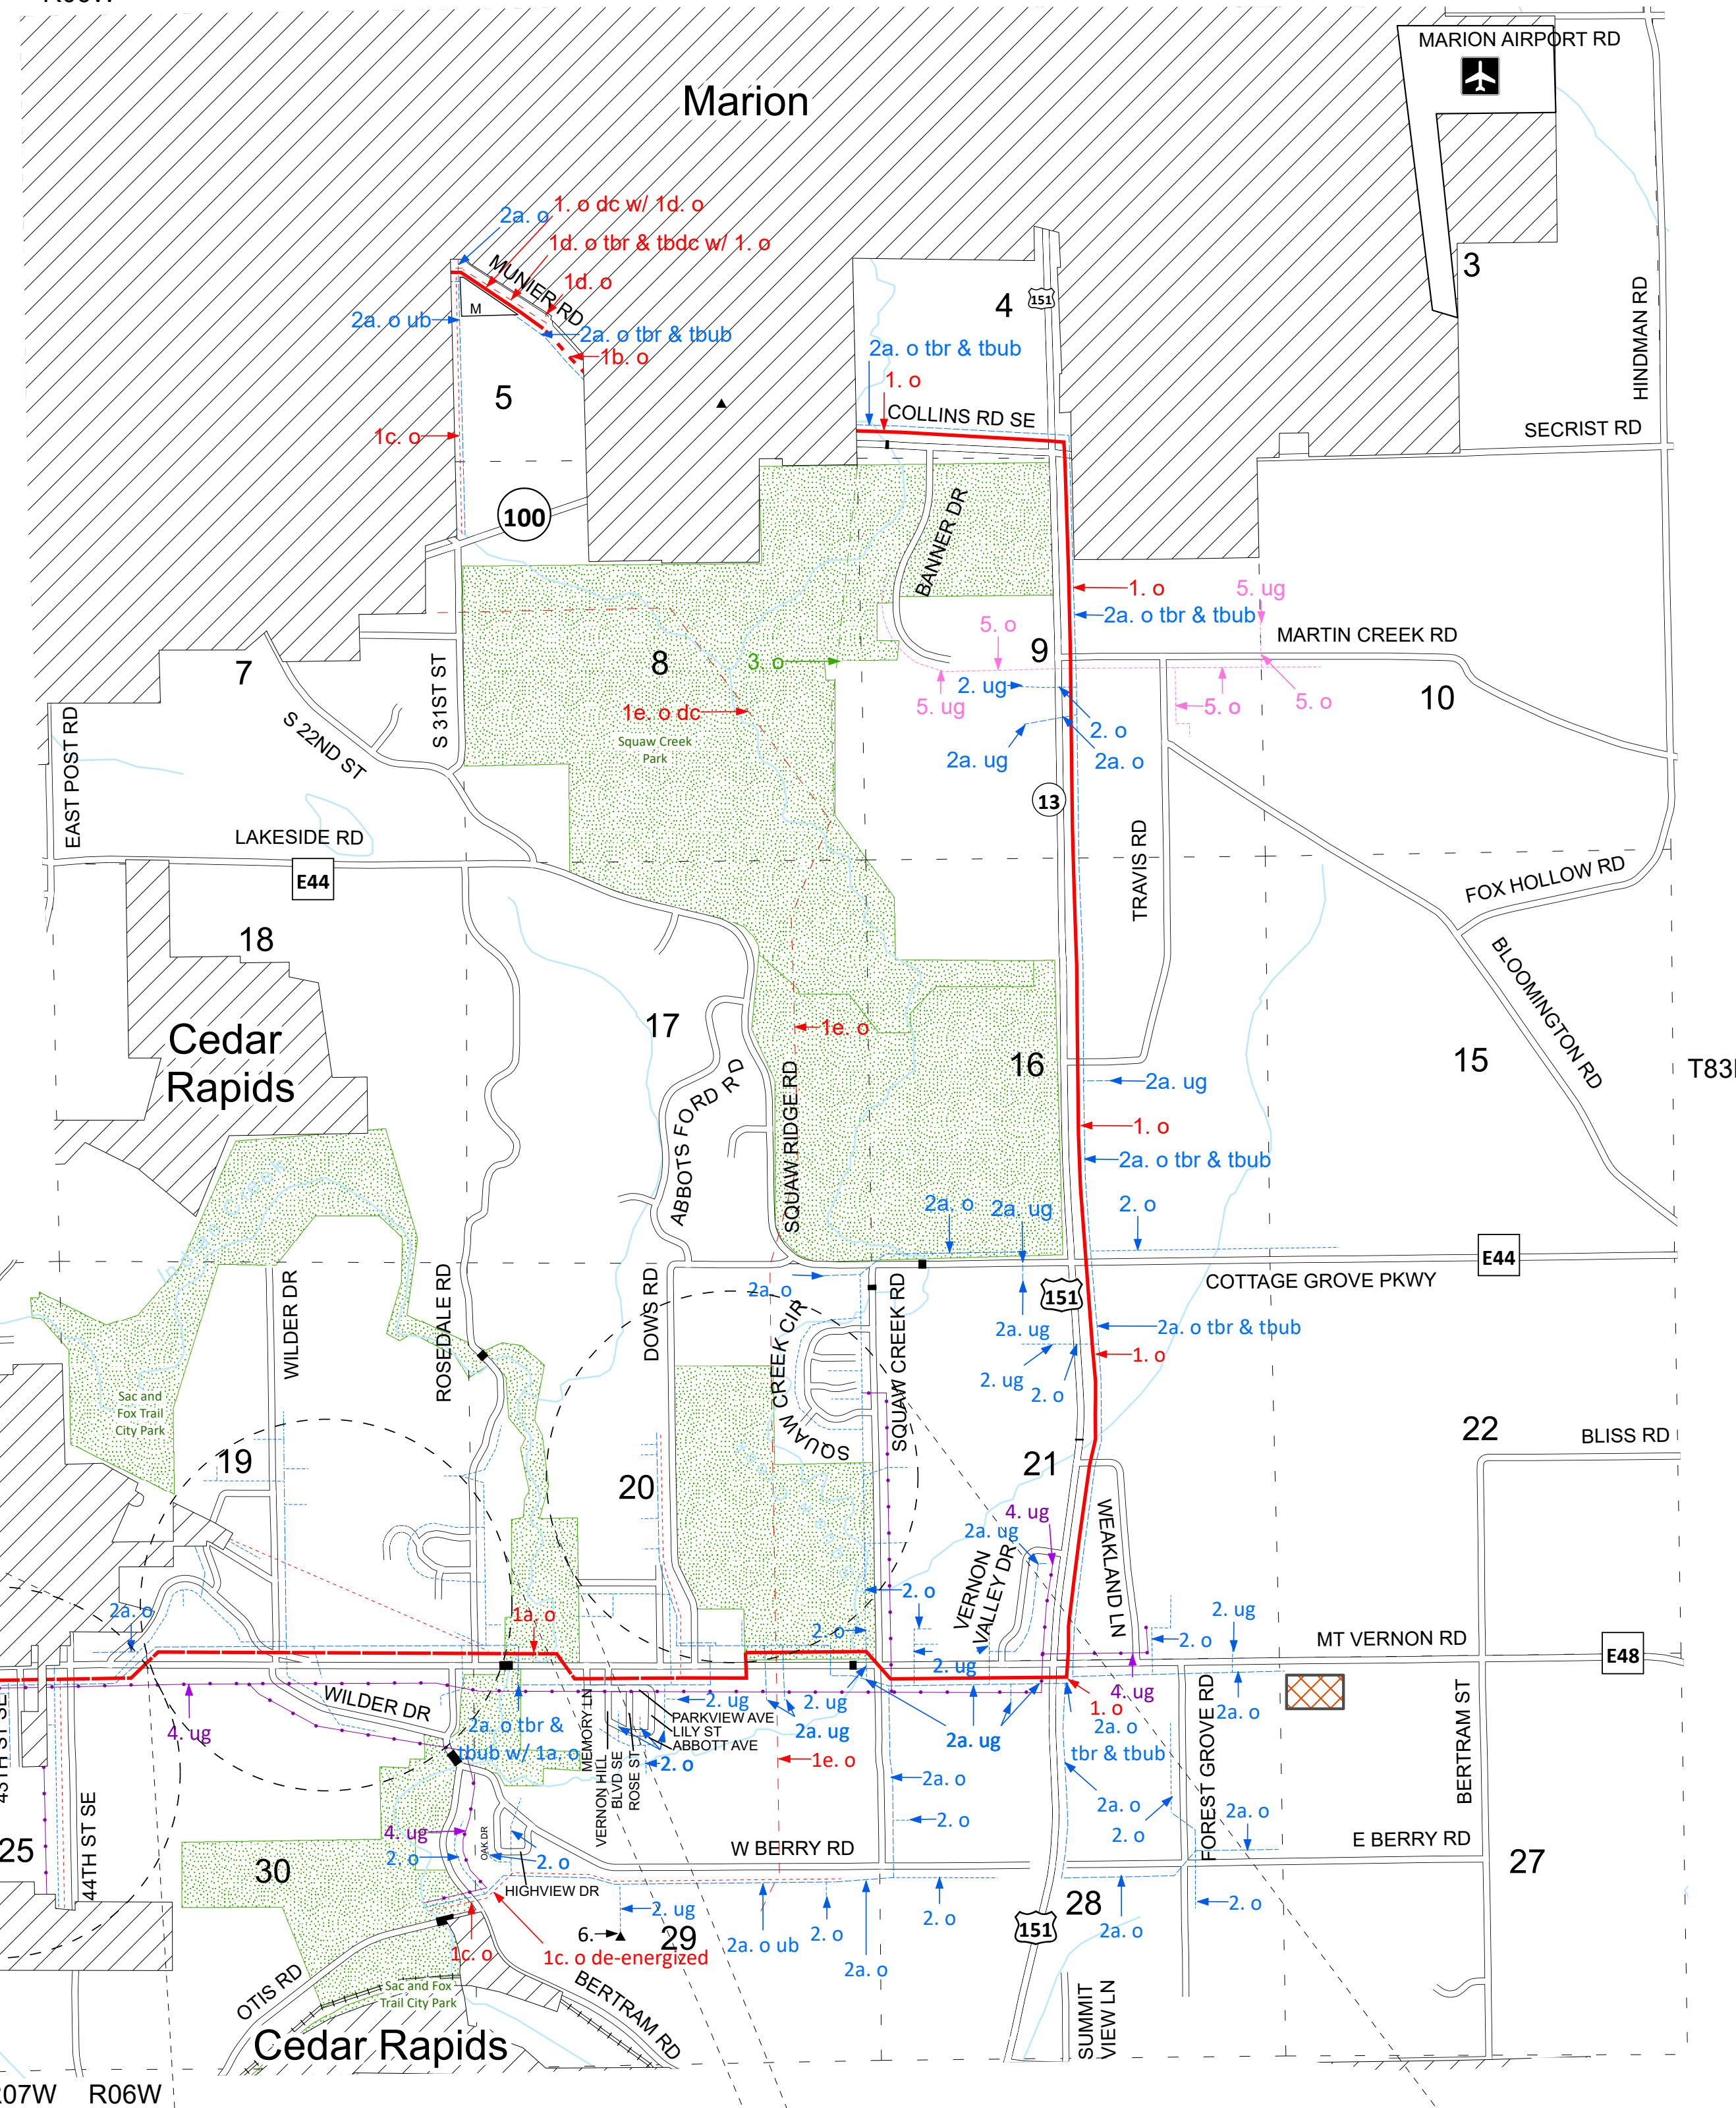 Marion
MARION AIRPORT RD
3
HINDMAN RD
SECRIST RD
2a. o
1. o dc w/ 1d. o
1d. o tbr & tbdc w/ 1. o
MUNIER RD
1d. o
M
2a. o ub
2a. o tbr & tbub
1b. o
5
1c. o
100
4
151
2a. o tbr & tbub
1. o
COLLINS RD SE
BANNER DR
1. o
5. ug
2a. o tbr & tbub
MARTIN CREEK RD
5. o
9
7
8
3. o
2. ug
5. ug
5. o
5. o
10
1e. o dc
Squaw Creek
Park
2. o
2a. ug
2a. o
S 31ST ST
S 22ND ST
EAST POST RD
13
LAKESIDE RD
E44
TRAVIS RD
FOX HOLLOW RD
BLOOMINGTON RD
18
17
Cedar
Rapids
1e. o
16
15
T83
2a. ug
1. o
2a. o tbr & tbub
ABBOTS FORD RD
SQUAW RIDGE RD
2a. o
2a. ug
2. o
Indian Creek
E44
COTTAGE GROVE PKWY
WILDER DR
ROSEDALE RD
DOWS RD
2a. o
SQUAW CREEK CIR
SQUAW CREEK RD
151
2a. ug
2a. o tbr & tbub
1. o
2. ug
2. o
Sac and
Fox Trail
City Park
19
20
21
22
BLISS RD
4. ug
2a. ug
VERNON
VALLEY DR
WEAKLAND LN
2. o
2a. o
1a. o
2. o
2. ug
2. ug
2. o
MT VERNON RD
E48
WILDER DR
4. ug
2a. o tbr &
tbub w/ 1a. o
MEMORY LN
2. ug
PARKVIEW AVE
LILY ST
ABBOTT AVE
2. ug
2a. ug
2a. ug
1. o
4. ug
2a. o
tbr & tbub
2a. o
2. o
VERNON HILL
BLVD SE
ROSE ST
1e. o
2a. o
2a. o
2. o
FOREST GROVE RD
2a. o
BERTRAM ST
43TH ST SE
44TH ST SE
25
30
4. ug
2. o
OAK DR
2. o
HIGHVIEW DR
W BERRY RD
2. o
E BERRY RD
27
28
2. ug
29
6.
1c. o
1c. o de-energized
2a. o ub
2. o
2a. o
2. o
151
2a. o
2. o
OTIS RD
Sac and Fox
Trail City Park
BERTRAM RD
SUMMIT
VIEW LN
Cedar Rapids
07W
R06W